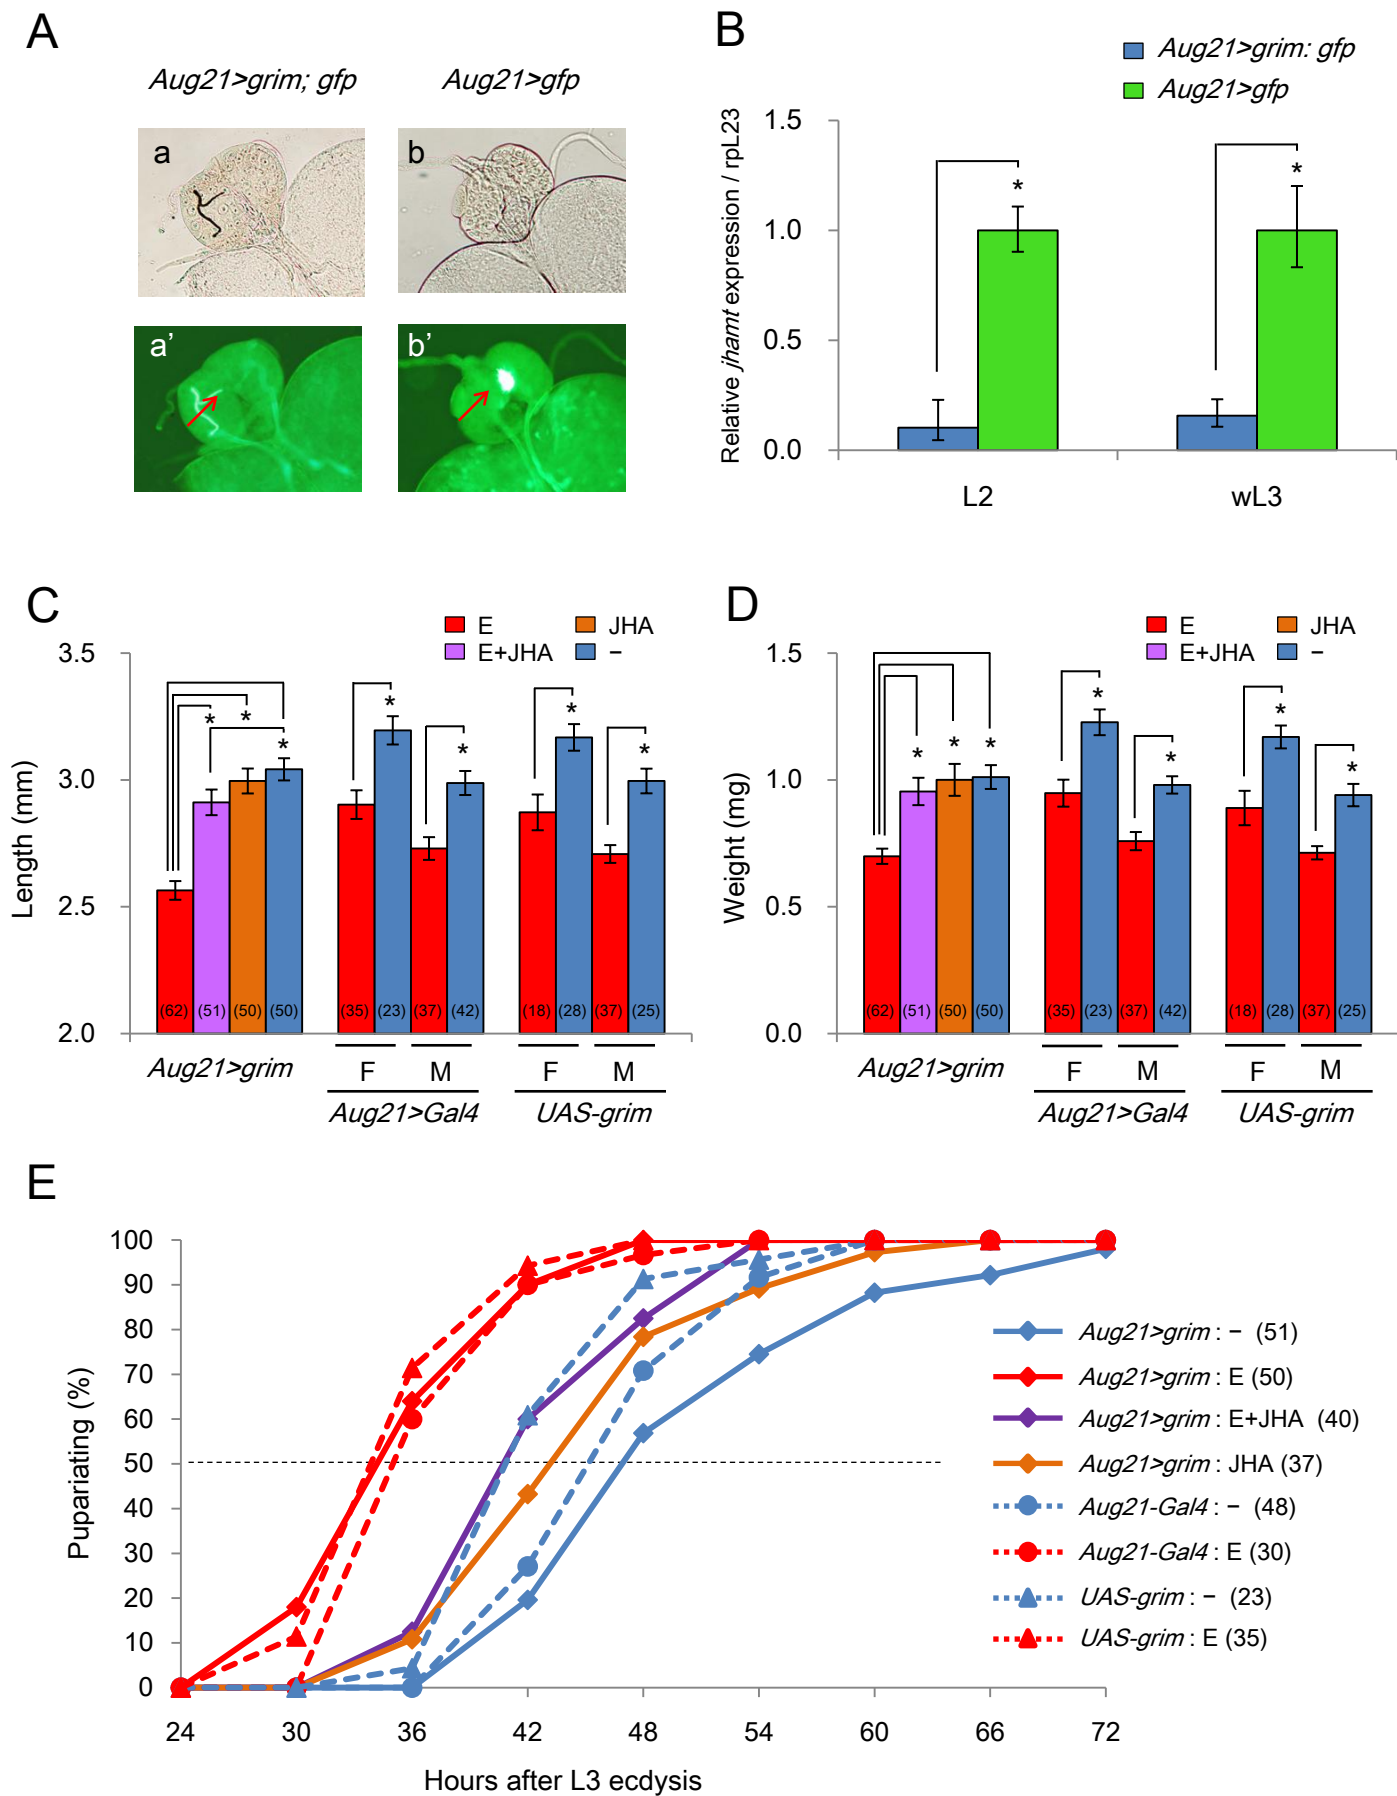 A
Aug21>grim; gfp
Aug21>gfp
a
b
a’
b’
B
Aug21>grim: gfp
Aug21>gfp
Relative jhamt expression / rpL23
1.5
1.0
0.5
0.0
L2
wL3
*
*
C
E
JHA
E+JHA
−
Length (mm)
3.5
3.0
2.5
2.0
*
*
*
*
*
*
*
(62)
(51)
(50)
(50)
(35)
(23)
(37)
(42)
(18)
(28)
(37)
(25)
Aug21>grim
F
M
F
M
Aug21>Gal4
UAS-grim
D
E
JHA
E+JHA
−
Weight (mg)
1.5
1.0
0.5
0.0
*
*
*
*
*
*
*
(62)
(51)
(50)
(50)
(35)
(23)
(37)
(42)
(18)
(28)
(37)
(25)
Aug21>grim
F
M
F
M
Aug21>Gal4
UAS-grim
E
Pupariating (%)
100
90
80
70
60
50
40
30
20
10
0
24
30
36
42
48
54
60
66
72
Hours after L3 ecdysis
Aug21>grim : − (51)
Aug21>grim : E (50)
Aug21>grim : E+JHA (40)
Aug21>grim : JHA (37)
Aug21-Gal4 : − (48)
Aug21-Gal4 : E (30)
UAS-grim : − (23)
UAS-grim : E (35)